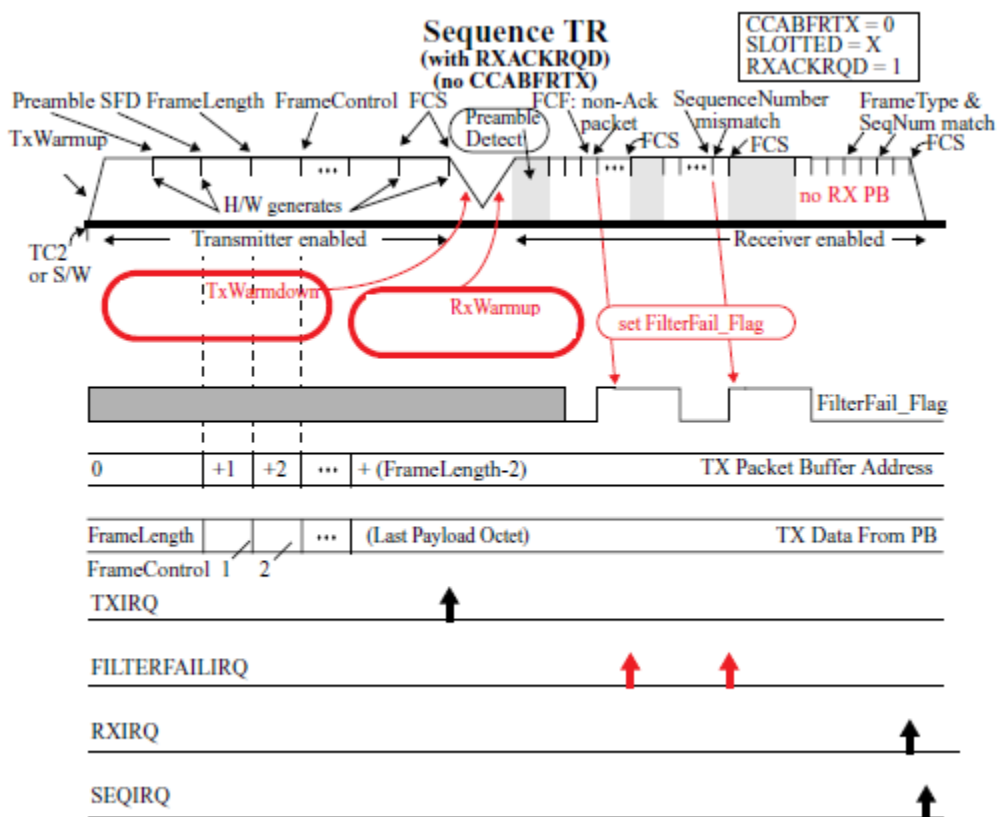 Sequence TR
(with RXACKRQD)
(no CCABFRTX)
CCABFRTX = 0
SLOTTED = X
RXACKRQD = 1
Preamble SFD FrameLength FrameControl FCS
TxWarmup
Preamble
Detect
FCF: non-Ack
packet
FCS
SequenceNumber
mismatch
FCS
FrameType &
SeqNum match
FCS
...
...
...
H/W generates
no RX PB
TC2
or S/W
Transmitter enabled
Receiver enabled
TxWarmdown
RxWarmup
set FilterFail_Flag
FilterFail_Flag
0 +1 +2 ... + (FrameLength-2) TX Packet Buffer Address
FrameLength ... (Last Payload Octet) TX Data From PB
FrameControl 1 2
TXIRQ
FILTERFAILIRQ
RXIRQ
SEQIRQ